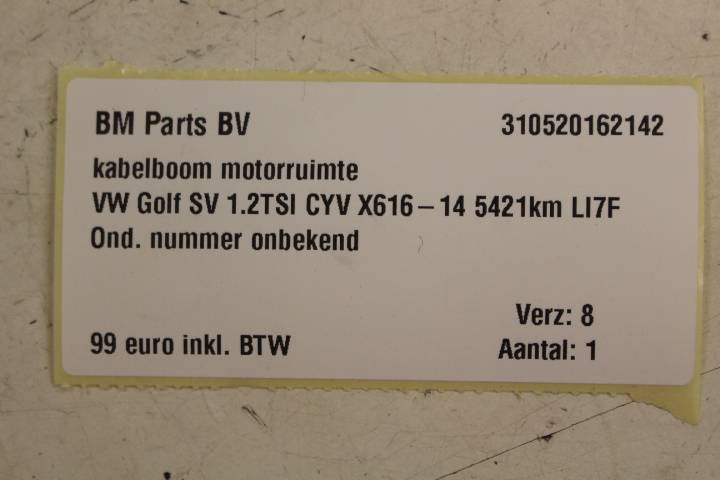 BM Parts BV 310520162142
kabelboom motorruimte
VW Golf SV 1.2TSI CYV X616-14 5421km LI7F
Ond. nummer onbekend
Verz: 8
99 euro inkl. BTW Aantal: 1